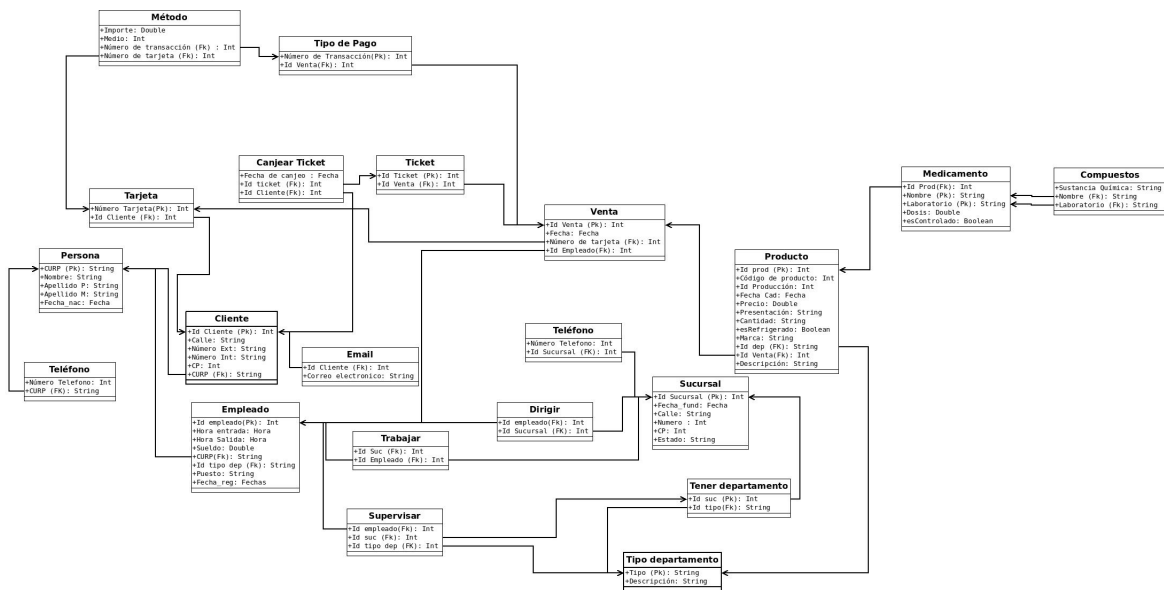 Método
+Importe: Double
+Medio: Int
+Número de transacción (Fk) : Int
+Número de tarjeta (Fk): Int
Tipo de Pago
+Número de Transacción(Pk): Int
+Id Venta(Fk): Int
Canjear Ticket
+Fecha de canjeo : Fecha
+Id ticket (Fk): Int
+Id Cliente(Fk): Int
Ticket
+Id Ticket (Pk): Int
+Id Venta (Fk): Int
Tarjeta
+Número Tarjeta(Pk): Int
+Id Cliente (Fk): Int
Venta
+Id Venta (Pk): Int
+Fecha: Fecha
+Número de tarjeta (Fk): Int
+Id Empleado(Fk): Int
Medicamento
+Id Prod(Fk): Int
+Nombre (Pk): String
+Laboratorio (Pk): String
+Dosis: Double
+esControlado: Boolean
Compuestos
+Sustancia Química: String
+Nombre (Fk): String
+Laboratorio (Fk): String
Persona
+CURP (Pk): String
+Nombre: String
+Apellido P: String
+Apellido M: String
+Fecha_nac: Fecha
Producto
+Id prod (Pk): Int
+Código de producto: Int
+Id Producción: Int
+Fecha Cad: Fecha
+Precio: Double
+Presentación: String
+Cantidad: String
+esRefrigerado: Boolean
+Marca: String
+Id dep (FK): String
+Id Venta(Fk): Int
+Descripción: String
Cliente
+Id Cliente (Pk): Int
+Calle: String
+Número Ext: String
+Número Int: String
+CP: Int
+CURP (Fk): String
Teléfono
+Número Telefono: Int
+Id Sucursal (FK): Int
Email
+Id Cliente (Fk): Int
+Correo electronico: String
Teléfono
+Número Telefono: Int
+CURP (FK): String
Sucursal
+Id Sucursal (Pk): Int
+Fecha_fund: Fecha
+Calle: String
+Numero : Int
+CP: Int
+Estado: String
Empleado
+Id empleado(Pk): Int
+Hora entrada: Hora
+Hora Salida: Hora
+Sueldo: Double
+CURP(Fk): String
+Id tipo dep (Fk): String
+Puesto: String
+Fecha_reg: Fechas
Dirigir
+Id empleado(Fk): Int
+Id Sucursal (FK): Int
Trabajar
+Id Suc (Fk): Int
+Id Empleado (Fk): Int
Tener departamento
+Id suc (Pk): Int
+Id tipo(Fk): String
Supervisar
+Id empleado(Fk): Int
+Id suc (Fk): Int
+Id tipo dep (FK): Int
Tipo departamento
+Tipo (Pk): String
+Descripción: String